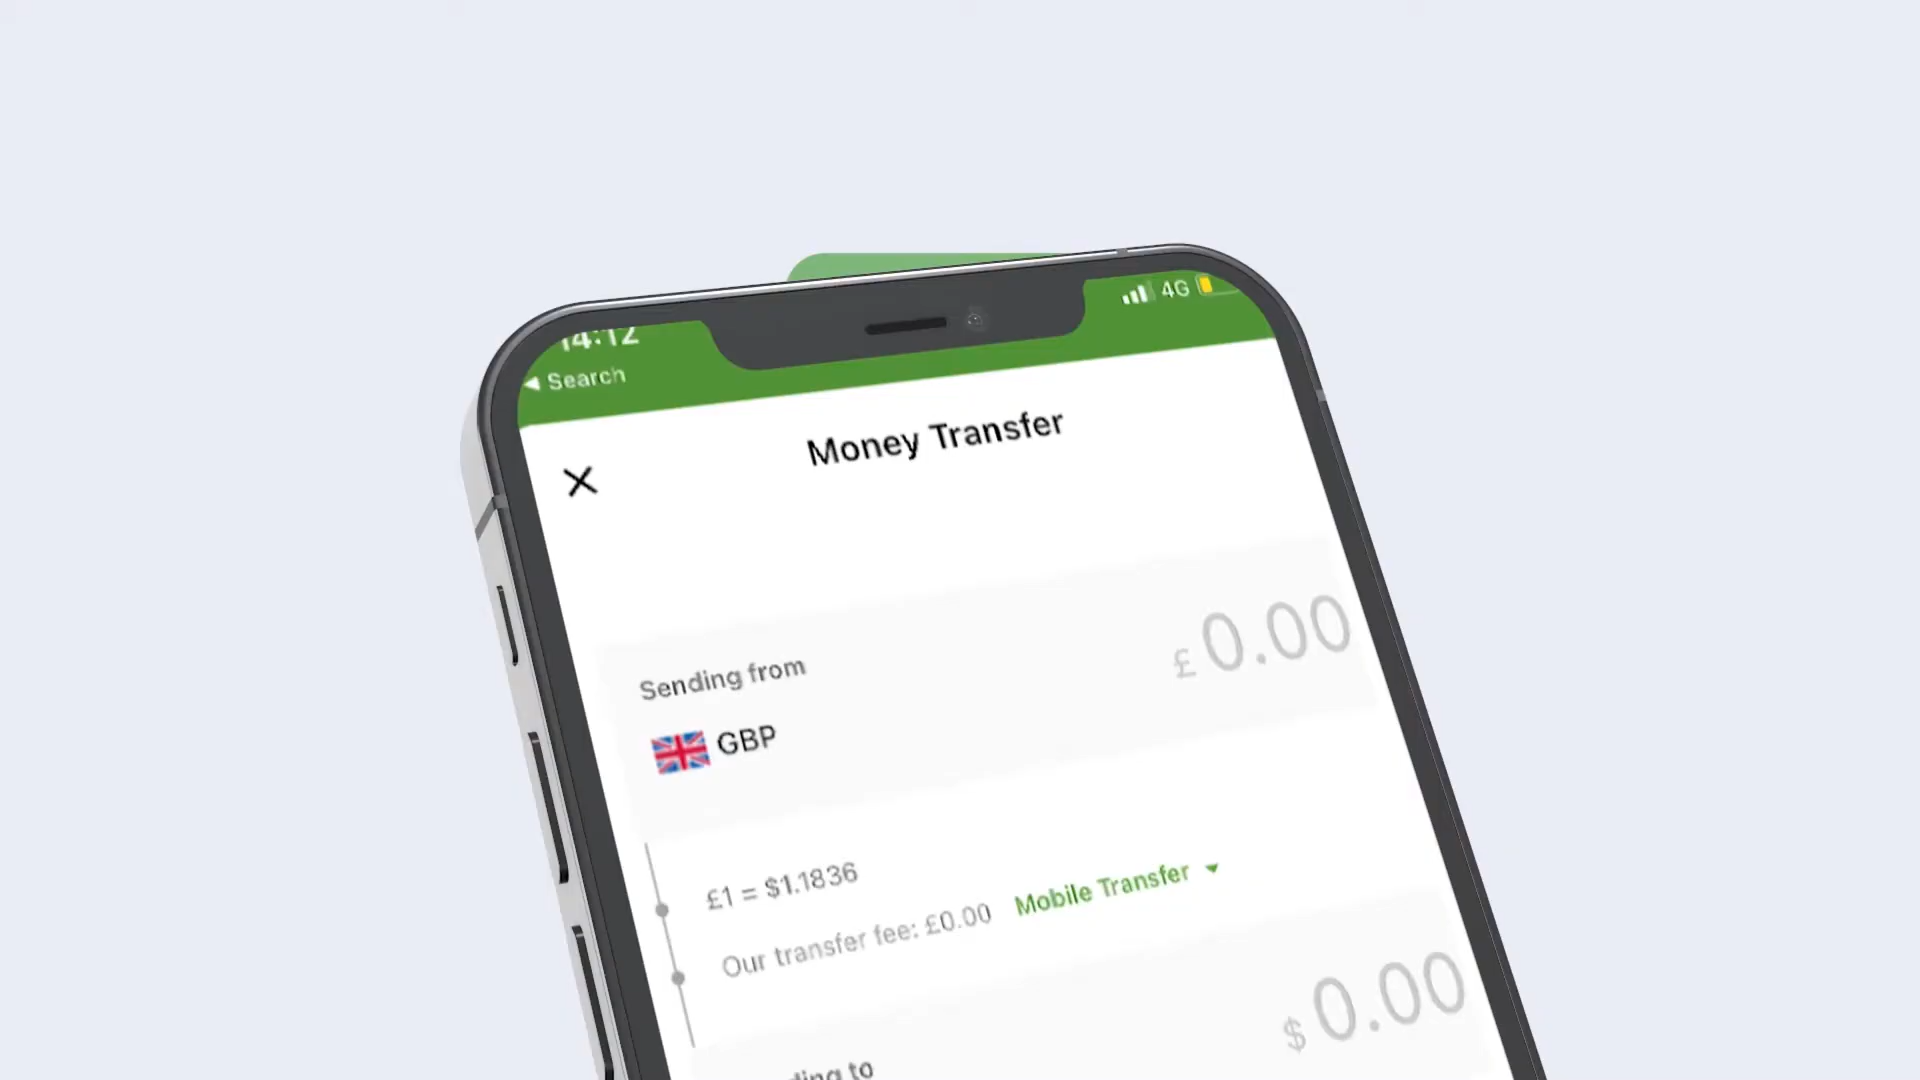 14:12
4G
Search
Money Transfer
Sending from
£0.00
GBP
£1 = $1.1836
Our transfer fee: £0.00 Mobile Transfer
$0.00
to